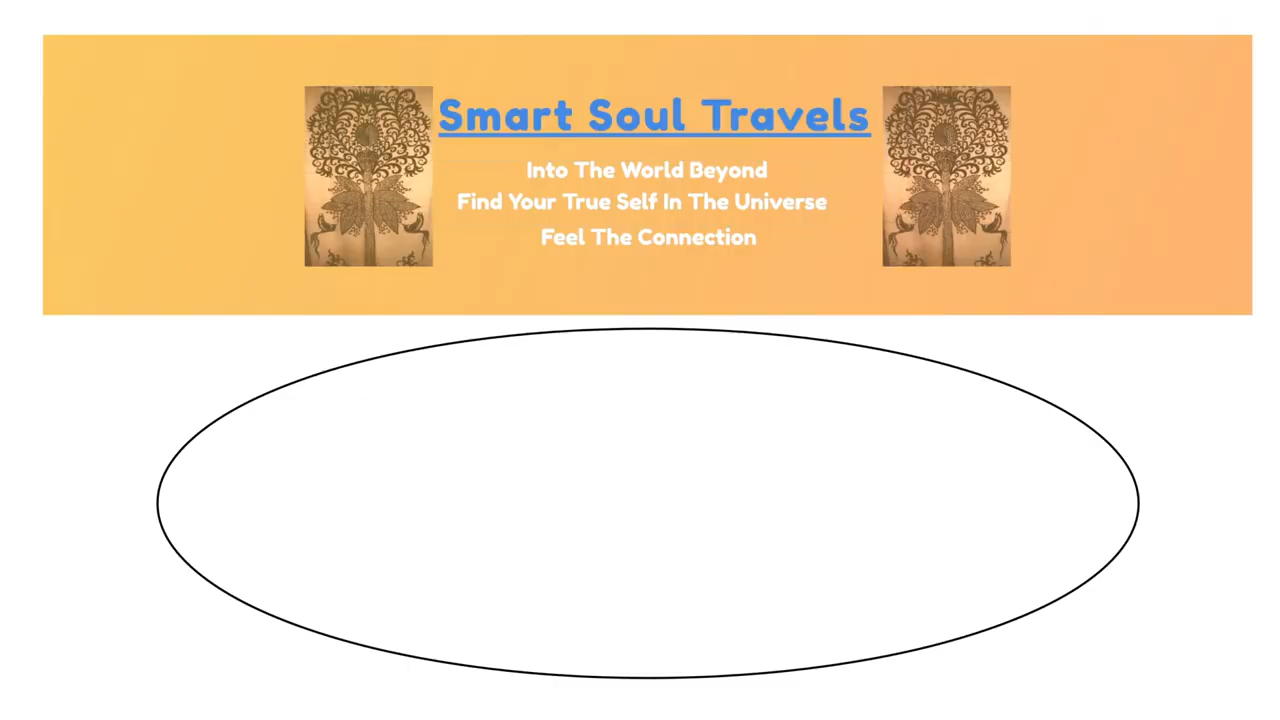 Smart Soul Travels
Into The World Beyond
Find Your True Self In The Universe
Feel The Connection